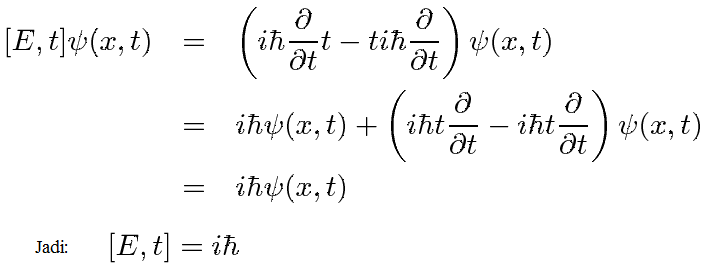 [E, t]ψ(x, t) = (iħ ∂/∂t t − tiħ ∂/∂t) ψ(x, t)
= iħψ(x, t) + (iħt ∂/∂t − iħt ∂/∂t) ψ(x, t)
= iħψ(x, t)
Jadi: [E, t] = iħ